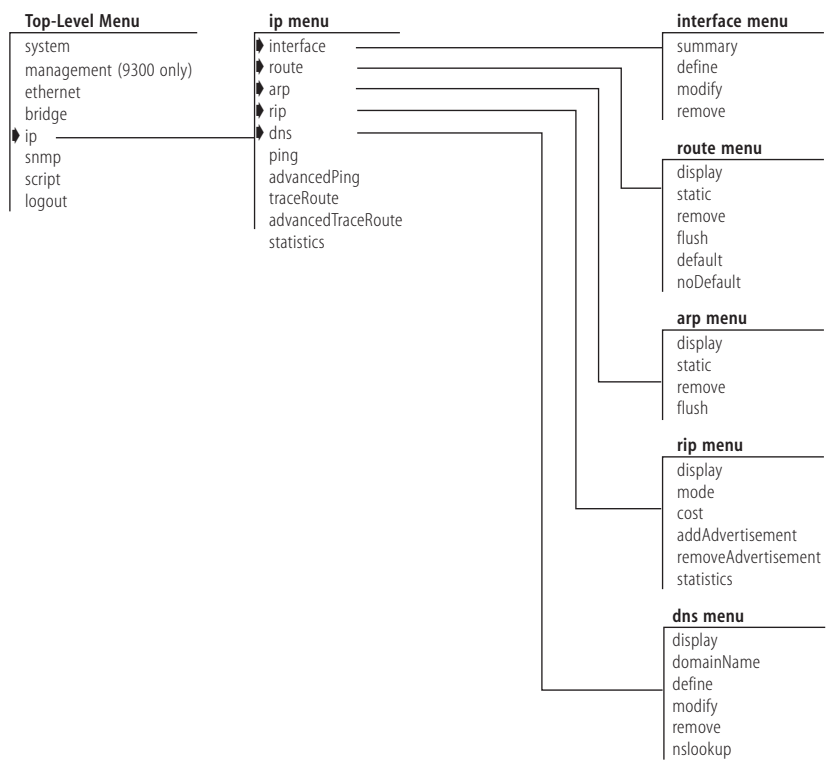 Top-Level Menu
system
management (9300 only)
ethernet
bridge
ip
snmp
script
logout
ip menu
interface
route
arp
rip
dns
ping
advancedPing
traceRoute
advancedTraceRoute
statistics
interface menu
summary
define
modify
remove
route menu
display
static
remove
flush
default
noDefault
arp menu
display
static
remove
flush
rip menu
display
mode
cost
addAdvertisement
removeAdvertisement
statistics
dns menu
display
domainName
define
modify
remove
nslookup